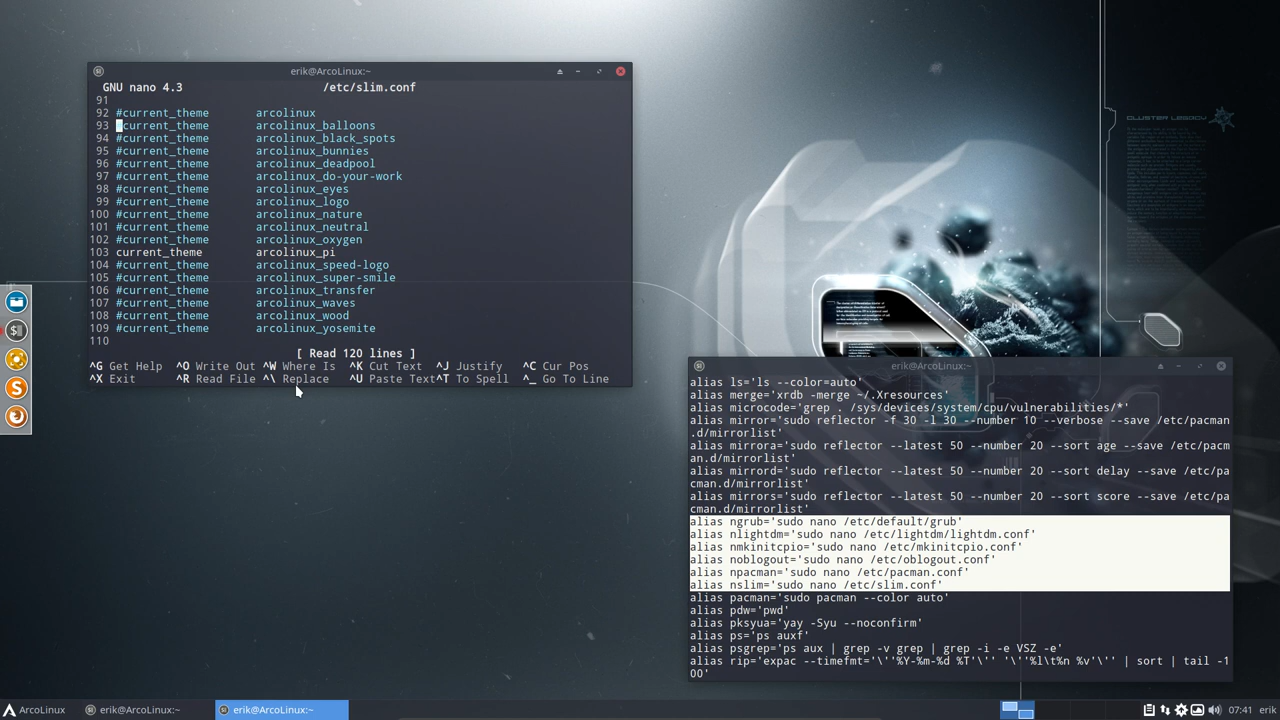 erik@ArcoLinux:~
GNU nano 4.3 /etc/slim.conf
91
92 #current_theme arcolinux
93 current_theme arcolinux_balloons
94 #current_theme arcolinux_black_spots
95 #current_theme arcolinux_bunnies
96 #current_theme arcolinux_deadpool
97 #current_theme arcolinux_do-your-work
98 #current_theme arcolinux_eyes
99 #current_theme arcolinux_logo
100 #current_theme arcolinux_nature
101 #current_theme arcolinux_neutral
102 #current_theme arcolinux_oxygen
103 current_theme arcolinux_pi
104 #current_theme arcolinux_speed-logo
105 #current_theme arcolinux_super-smile
106 #current_theme arcolinux_transfer
107 #current_theme arcolinux_waves
108 #current_theme arcolinux_wood
109 #current_theme arcolinux_yosemite
110
[ Read 120 lines ]
^G Get Help ^O Write Out ^W Where Is ^K Cut Text ^J Justify ^C Cur Pos
^X Exit ^R Read File ^\ Replace ^U Paste Text^T To Spell ^_ Go To Line
CLUSTER LEGACY
erik@ArcoLinux:~
alias ls='ls --color=auto'
alias merge='xrdb -merge ~/.Xresources'
alias microcode='grep . /sys/devices/system/cpu/vulnerabilities/*'
alias mirror='sudo reflector -f 30 -l 30 --number 10 --verbose --save /etc/pacman
.d/mirrorlist'
alias mirrora='sudo reflector --latest 50 --number 20 --sort age --save /etc/pacm
an.d/mirrorlist'
alias mirrord='sudo reflector --latest 50 --number 20 --sort delay --save /etc/pa
cman.d/mirrorlist'
alias mirrors='sudo reflector --latest 50 --number 20 --sort score --save /etc/pa
cman.d/mirrorlist'
alias ngrub='sudo nano /etc/default/grub'
alias nlightdm='sudo nano /etc/lightdm/lightdm.conf'
alias nmkinitcpio='sudo nano /etc/mkinitcpio.conf'
alias noblogout='sudo nano /etc/oblogout.conf'
alias npacman='sudo nano /etc/pacman.conf'
alias nslim='sudo nano /etc/slim.conf'
alias pacman='sudo pacman --color auto'
alias pdw='pwd'
alias pksyua='yay -Syu --noconfirm'
alias ps='ps auxf'
alias psgrep='ps aux | grep -v grep | grep -i -e VSZ -e'
alias rip='expac --timefmt='\''%Y-%m-%d %T'\'' '\''%l\t%n %v'\'' | sort | tail -1
00'
ArcoLinux erik@ArcoLinux:~ erik@ArcoLinux:~ 07:41 erik